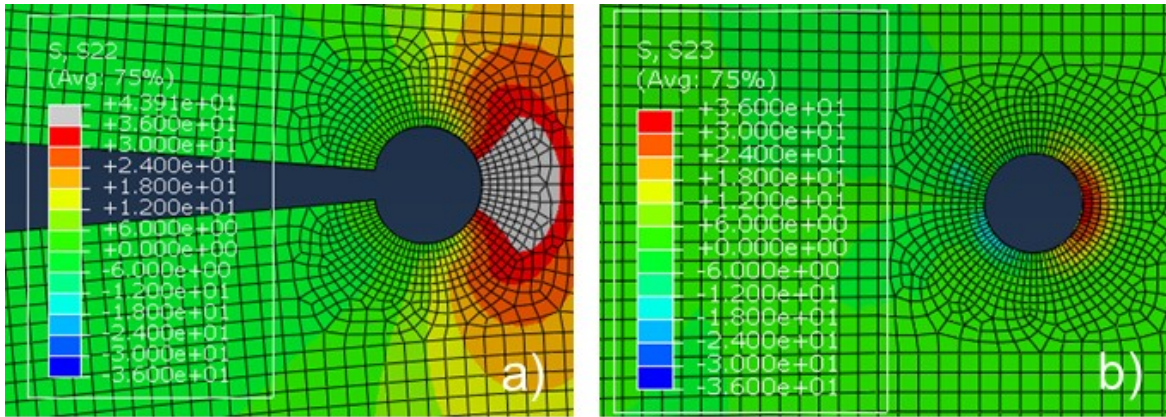 S, S22
(Avg: 75%)
+4.391e+01
+3.600e+01
+3.000e+01
+2.400e+01
+1.800e+01
+1.200e+01
+6.000e+00
+0.000e+00
-6.000e+00
-1.200e+01
-1.800e+01
-2.400e+01
-3.000e+01
-3.600e+01
a)
S, S23
(Avg: 75%)
+3.600e+01
+3.000e+01
+2.400e+01
+1.800e+01
+1.200e+01
+6.000e+00
+0.000e+00
-6.000e+00
-1.200e+01
-1.800e+01
-2.400e+01
-3.000e+01
-3.600e+01
b)